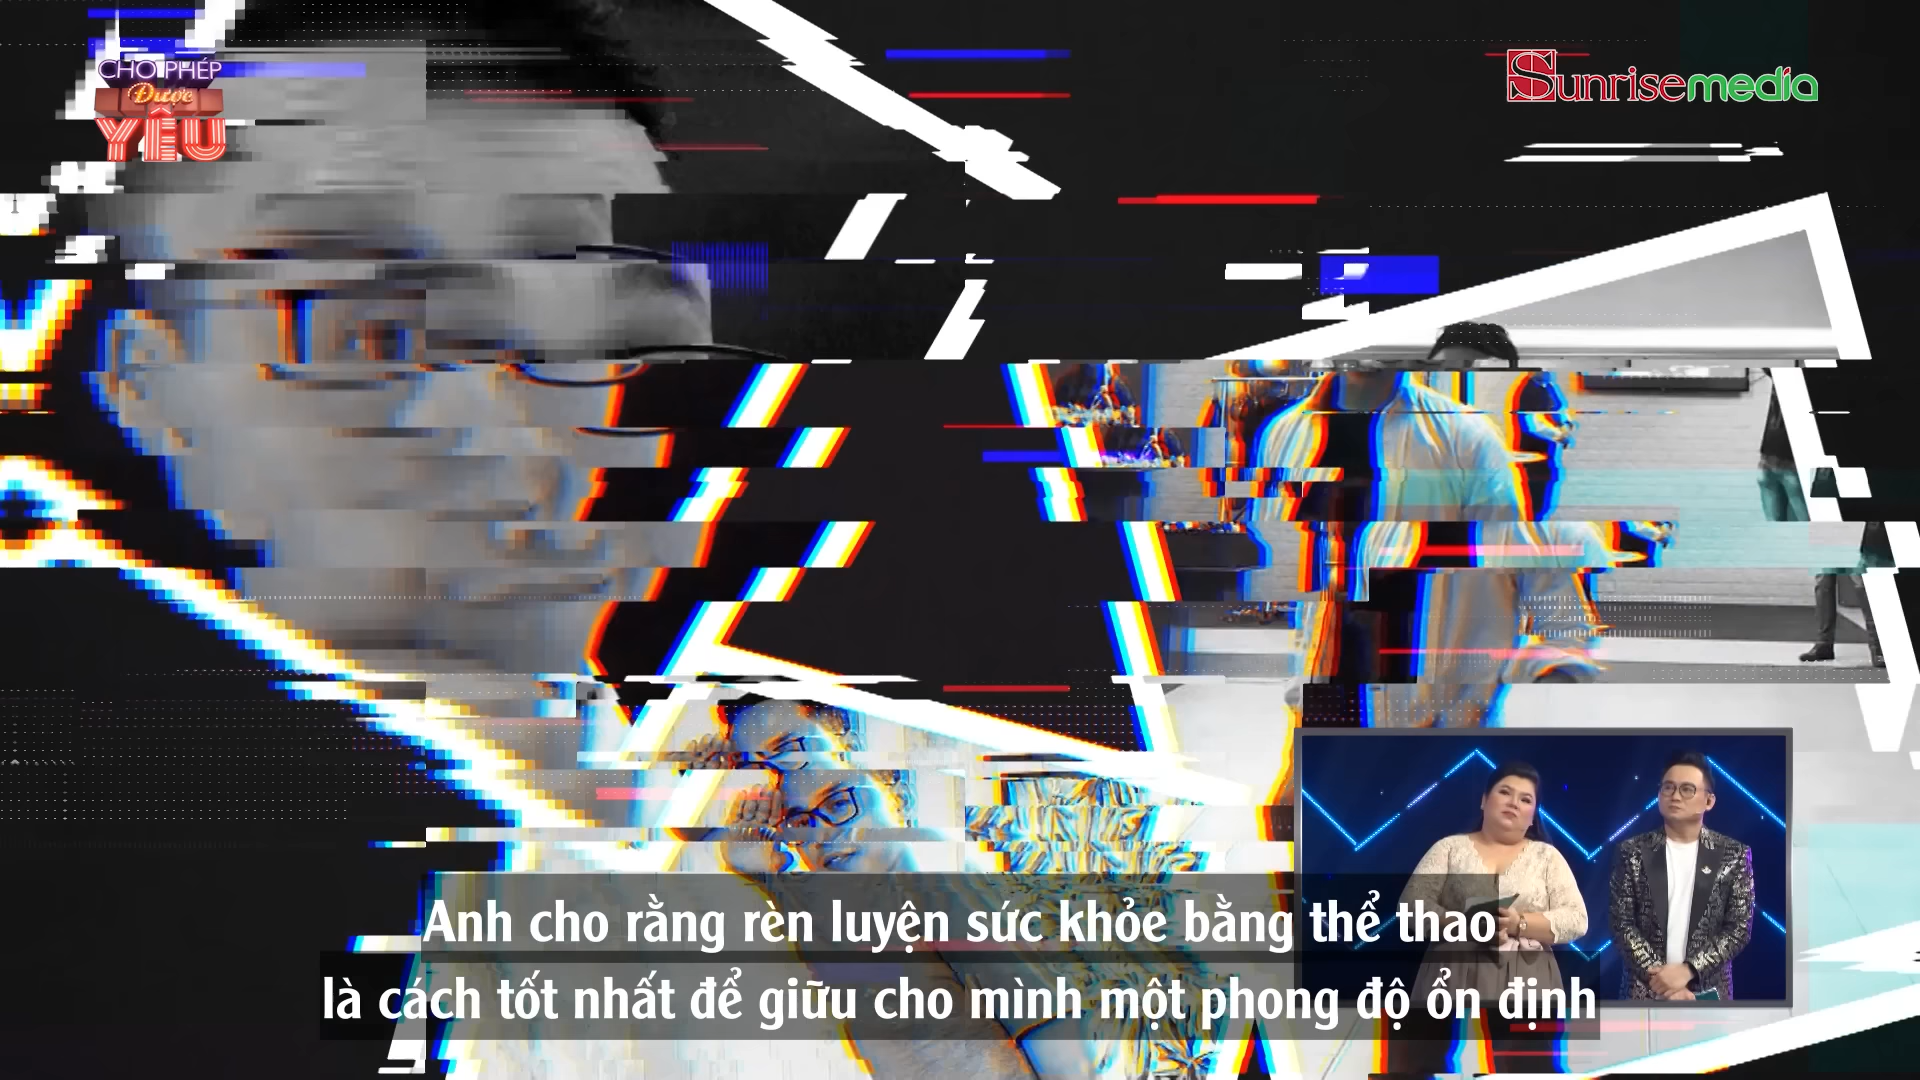 CHO PHÉP
Được
YÊU
Sunrisemedia
Anh cho rằng rèn luyện sức khỏe bằng thể thao
là cách tốt nhất để giữu cho mình một phong độ ổn định